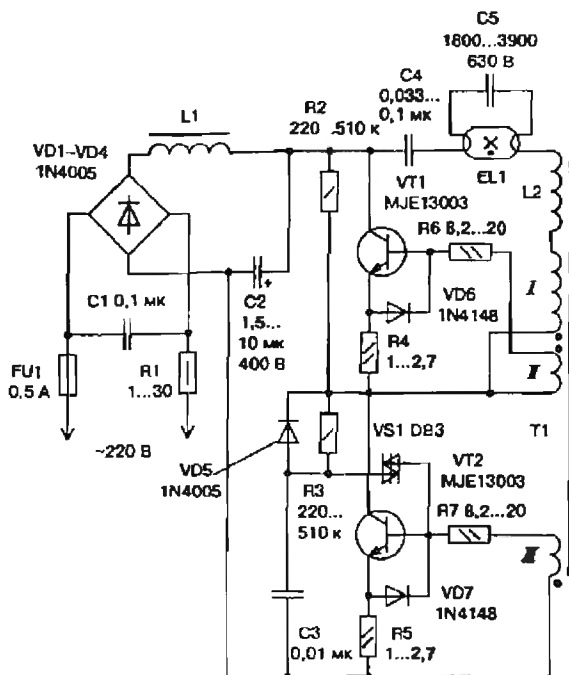 C5
1800...3900
630 В
C4
0,033...
0,1 мк
L1
R2
220...510 к
VD1-VD4
1N4005
EL1
L2
VT1
MJE13003
R6 8,2...20
I
VD6
1N4148
C1 0,1 мк
C2
1,5...
10 мк
400 В
R4
1...2,7
II
FU1
0,5 А
R1
1...30
~220 В
VD5
1N4005
VS1 DB3
T1
VT2
MJE13003
R3
220...
510 к
R7 8,2...20
III
VD7
1N4148
C3
0,01 мк
R5
1...2,7